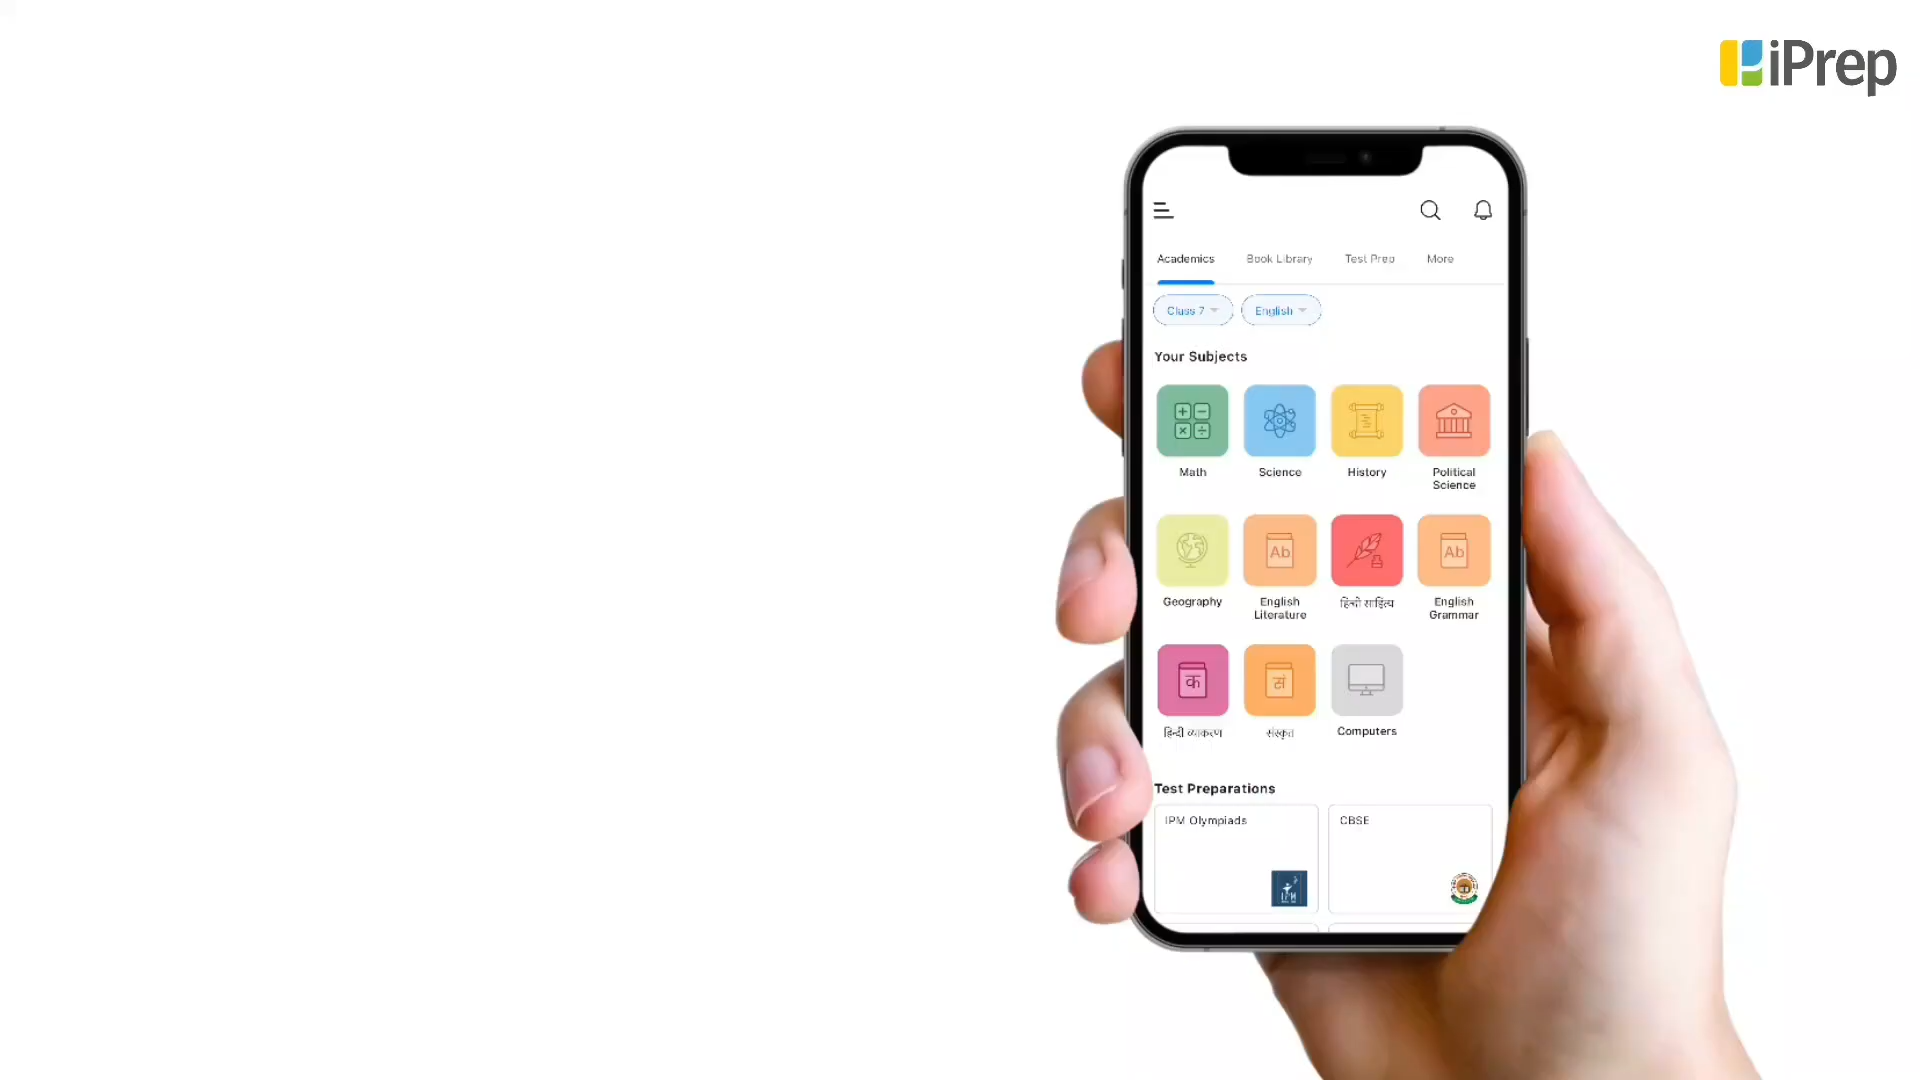 iPrep
Academics Book Library Test Prep More
Class 7 English
Your Subjects
Math Science History Political Science
Geography English Literature हिन्दी साहित्य English Grammar
हिन्दी व्याकरण संस्कृत Computers
Test Preparations
IPM Olympiads CBSE